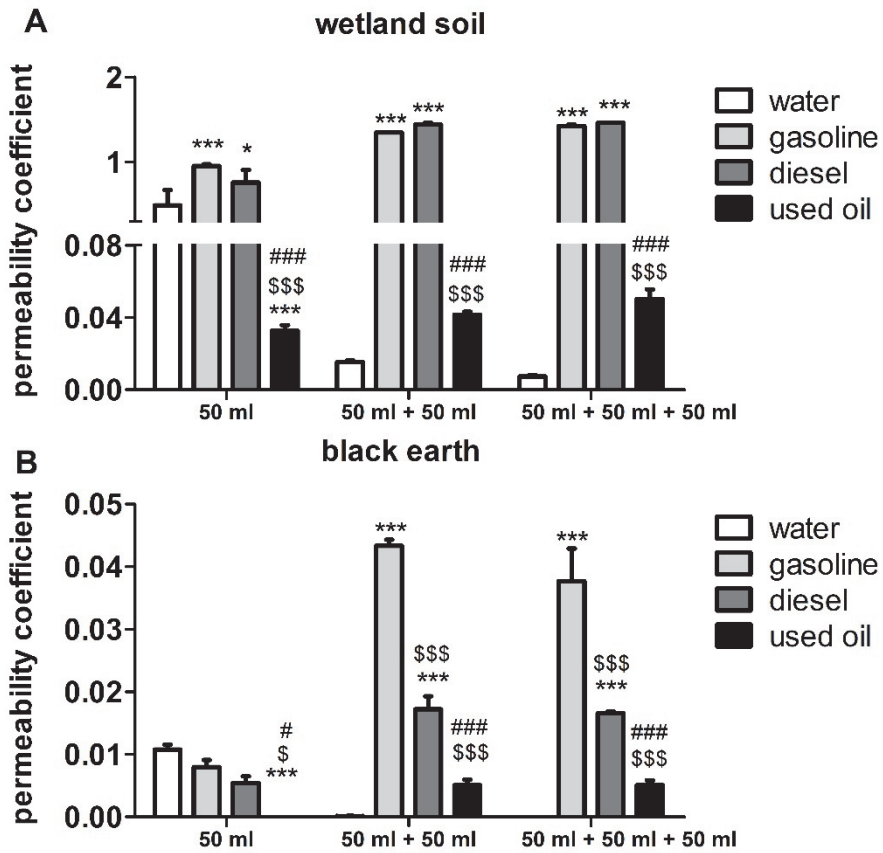 A
wetland soil
permeability coefficient
2
1
0.08
0.04
0.00
*** *
###
$$$
***
*** ***
###
$$$
*** ***
###
$$$
50 ml 50 ml + 50 ml 50 ml + 50 ml + 50 ml
water
gasoline
diesel
used oil
B
black earth
permeability coefficient
0.05
0.04
0.03
0.02
0.01
0.00
#
$
***
***
$$$
***
###
$$$
***
$$$
***
###
$$$
50 ml 50 ml + 50 ml 50 ml + 50 ml + 50 ml
water
gasoline
diesel
used oil